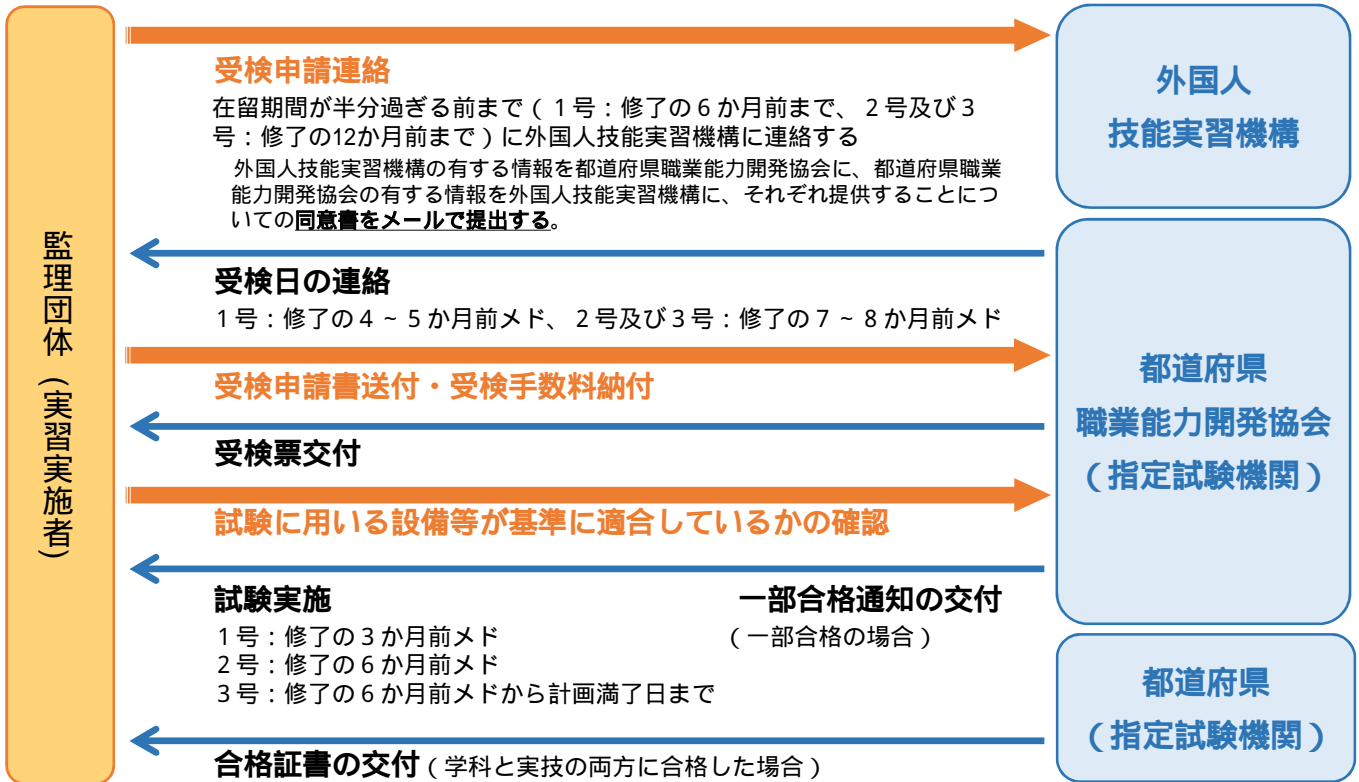 監理団体(実習実施者)
受検申請連絡
在留期間が半分過ぎる前まで(1号:修了の6か月前まで、2号及び3
号:修了の12か月前まで)に外国人技能実習機構に連絡する
外国人技能実習機構の有する情報を都道府県職業能力開発協会に、都道府県職業
能力開発協会の有する情報を外国人技能実習機構に、それぞれ提供することにつ
いての同意書をメールで提出する。
外国人
技能実習機構
受検日の連絡
1号:修了の4~5か月前メド、2号及び3号:修了の7~8か月前メド
受検申請書送付・受検手数料納付
受検票交付
試験に用いる設備等が基準に適合しているかの確認
都道府県
職業能力開発協会
(指定試験機関)
試験実施
1号:修了の3か月前メド
2号:修了の6か月前メド
3号:修了の6か月前メドから計画満了日まで
一部合格通知の交付
(一部合格の場合)
都道府県
(指定試験機関)
合格証書の交付(学科と実技の両方に合格した場合)